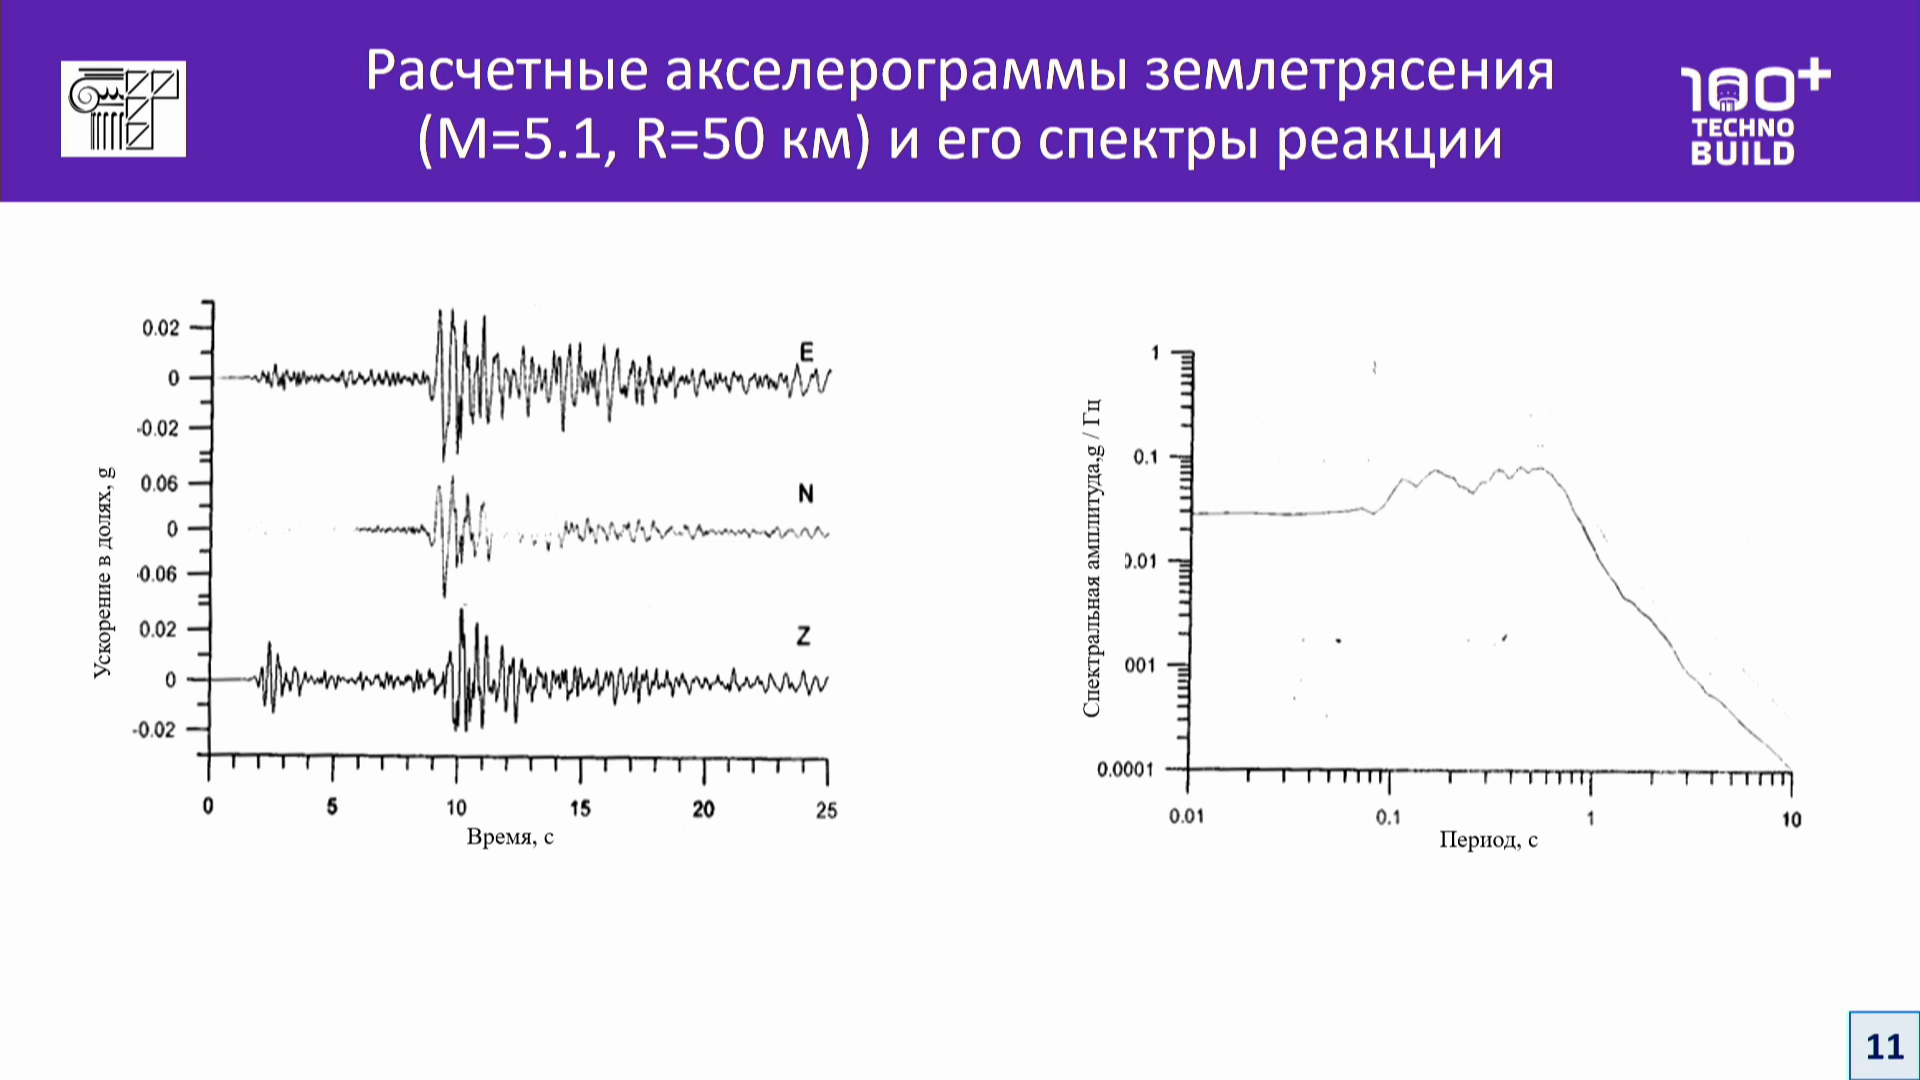 Расчетные акселерограммы землетрясения
(М=5.1, R=50 км) и его спектры реакции
100+
TECHNO
BUILD
Ускорение в долях, g
0.02
0
-0.02
E
0.06
0
-0.06
N
0.02
0
-0.02
Z
0
5
10
15
20
25
Время, с
Спектральная амплитуда,g / Гц
1
0.1
0.01
001
0.0001
0.01
0.1
1
10
Период, с
11